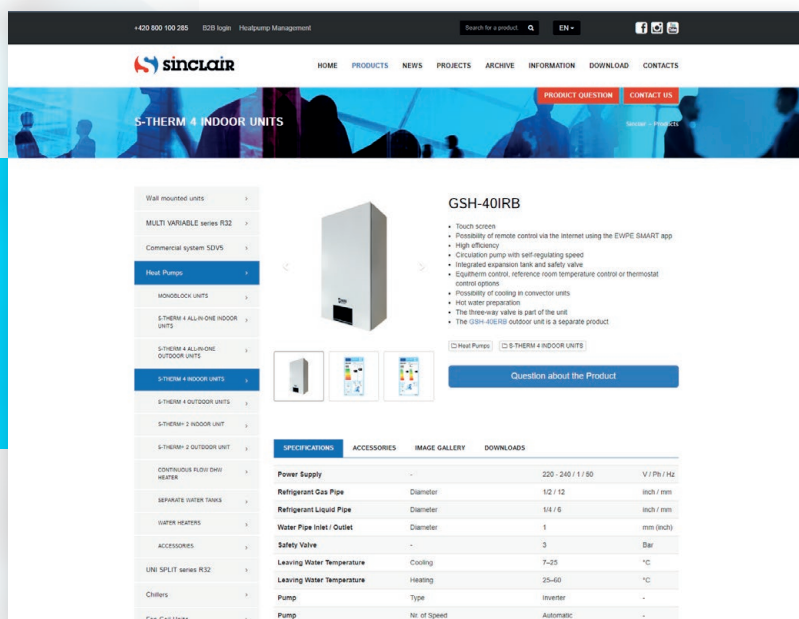 +420 800 100 285 B2B login Heatpump Management Search for a product EN
sinclair HOME PRODUCTS NEWS PROJECTS ARCHIVE INFORMATION DOWNLOAD CONTACTS
PRODUCT QUESTION CONTACT US
S-THERM 4 INDOOR UNITS
Sinclair > Products
Wall mounted units
MULTI VARIABLE series R32
Commercial system SDV5
Heat Pumps
MONOBLOCK UNITS
S-THERM 4 ALL-IN-ONE INDOOR
UNITS
S-THERM 4 ALL-IN-ONE
OUTDOOR UNITS
S-THERM 4 INDOOR UNITS
S-THERM 4 OUTDOOR UNITS
S-THERM+ 2 INDOOR UNIT
S-THERM+ 2 OUTDOOR UNIT
CONTINUOUS FLOW DHW
HEATER
SEPARATE WATER TANKS
WATER HEATERS
ACCESSORIES
UNI SPLIT series R32
Chillers
Fan Coil Units
GSH-40IRB
• Touch screen
• Possibility of remote control via the Internet using the EWPE SMART app
• High efficiency
• Circulation pump with self-regulating speed
• Integrated expansion tank and safety valve
• Equitherm control, reference room temperature control or thermostat
control options
• Possibility of cooling in convector units
• Hot water preparation
• The three-way valve is part of the unit
• The GSH-40ERB outdoor unit is a separate product
Heat Pumps S-THERM 4 INDOOR UNITS
Question about the Product
SPECIFICATIONS ACCESSORIES IMAGE GALLERY DOWNLOADS
Power Supply - 220 - 240 / 1 / 50 V / Ph / Hz
Refrigerant Gas Pipe Diameter 1/2 / 12 inch / mm
Refrigerant Liquid Pipe Diameter 1/4 / 6 inch / mm
Water Pipe Inlet / Outlet Diameter 1 mm (inch)
Safety Valve - 3 Bar
Leaving Water Temperature Cooling 7–25 °C
Leaving Water Temperature Heating 25–60 °C
Pump Type Inverter -
Pump Nr. of Speed Automatic -